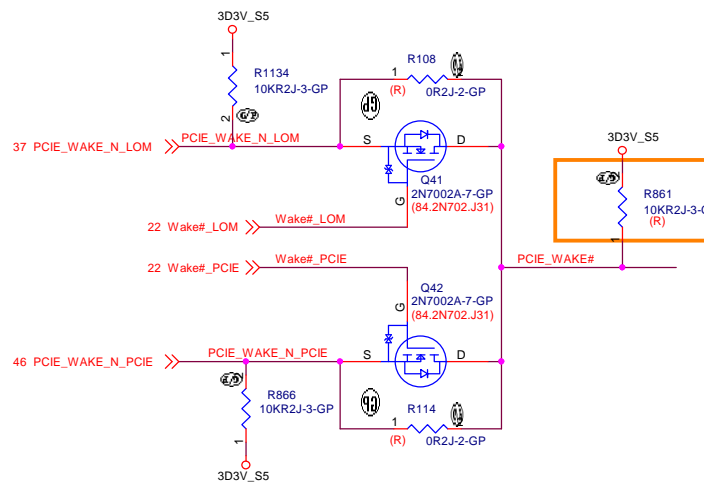 3D3V_S5
1
R1134
10KR2J-3-GP
2
R108
1
(R)
0R2J-2-GP
37 PCIE_WAKE_N_LOM
PCIE_WAKE_N_LOM
S
D
G
Q41
2N7002A-7-GP
(84.2N702.J31)
22 Wake#_LOM
Wake#_LOM
3D3V_S5
R861
10KR2J-3-G
(R)
1
22 Wake#_PCIE
Wake#_PCIE
PCIE_WAKE#
Q42
2N7002A-7-GP
(84.2N702.J31)
G
46 PCIE_WAKE_N_PCIE
PCIE_WAKE_N_PCIE
S
D
R866
10KR2J-3-GP
1
3D3V_S5
R114
1
(R)
0R2J-2-GP